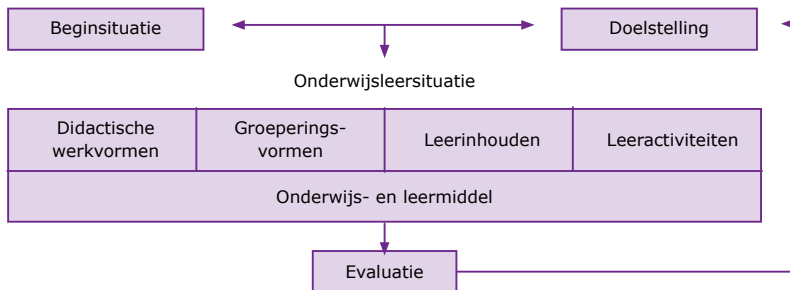 Beginsituatie
Doelstelling
Onderwijsleersituatie
Didactische
werkvormen
Groeperings-
vormen
Leerinhouden
Leeractiviteiten
Onderwijs- en leermiddel
Evaluatie